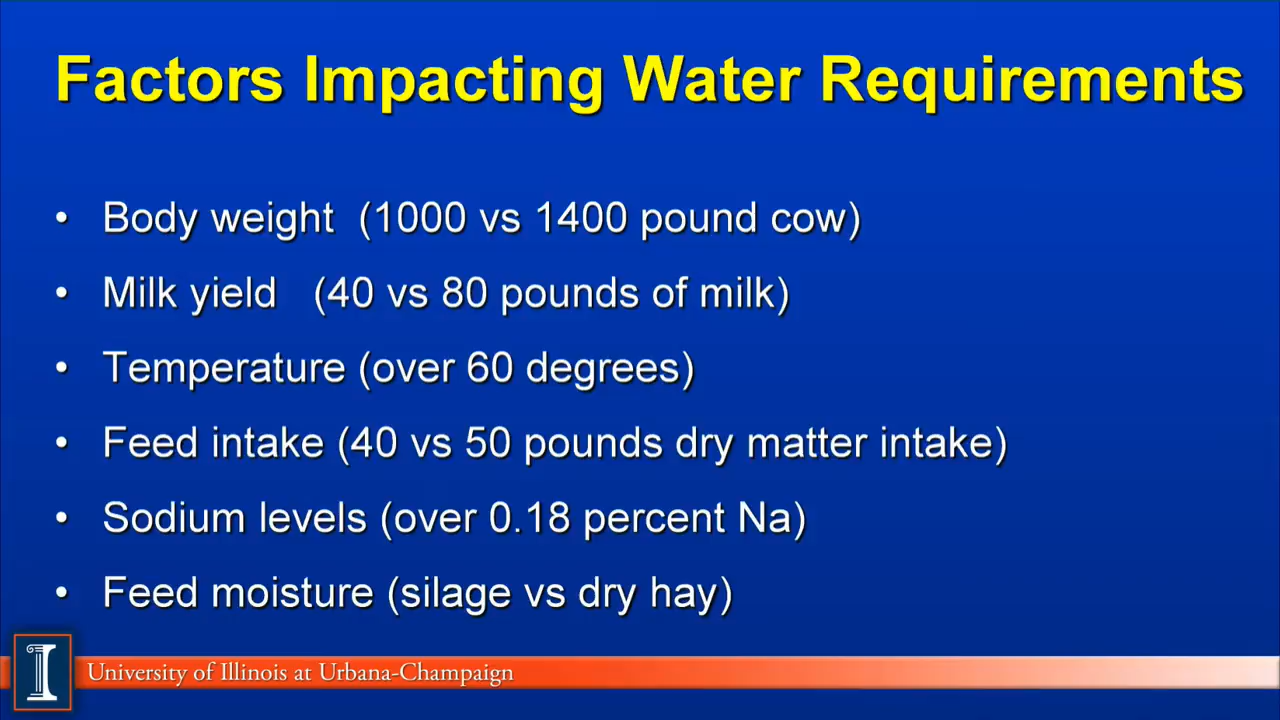 Factors Impacting Water Requirements
• Body weight  (1000 vs 1400 pound cow)
• Milk yield   (40 vs 80 pounds of milk)
• Temperature (over 60 degrees)
• Feed intake (40 vs 50 pounds dry matter intake)
• Sodium levels (over 0.18 percent Na)
• Feed moisture (silage vs dry hay)
I University of Illinois at Urbana-Champaign